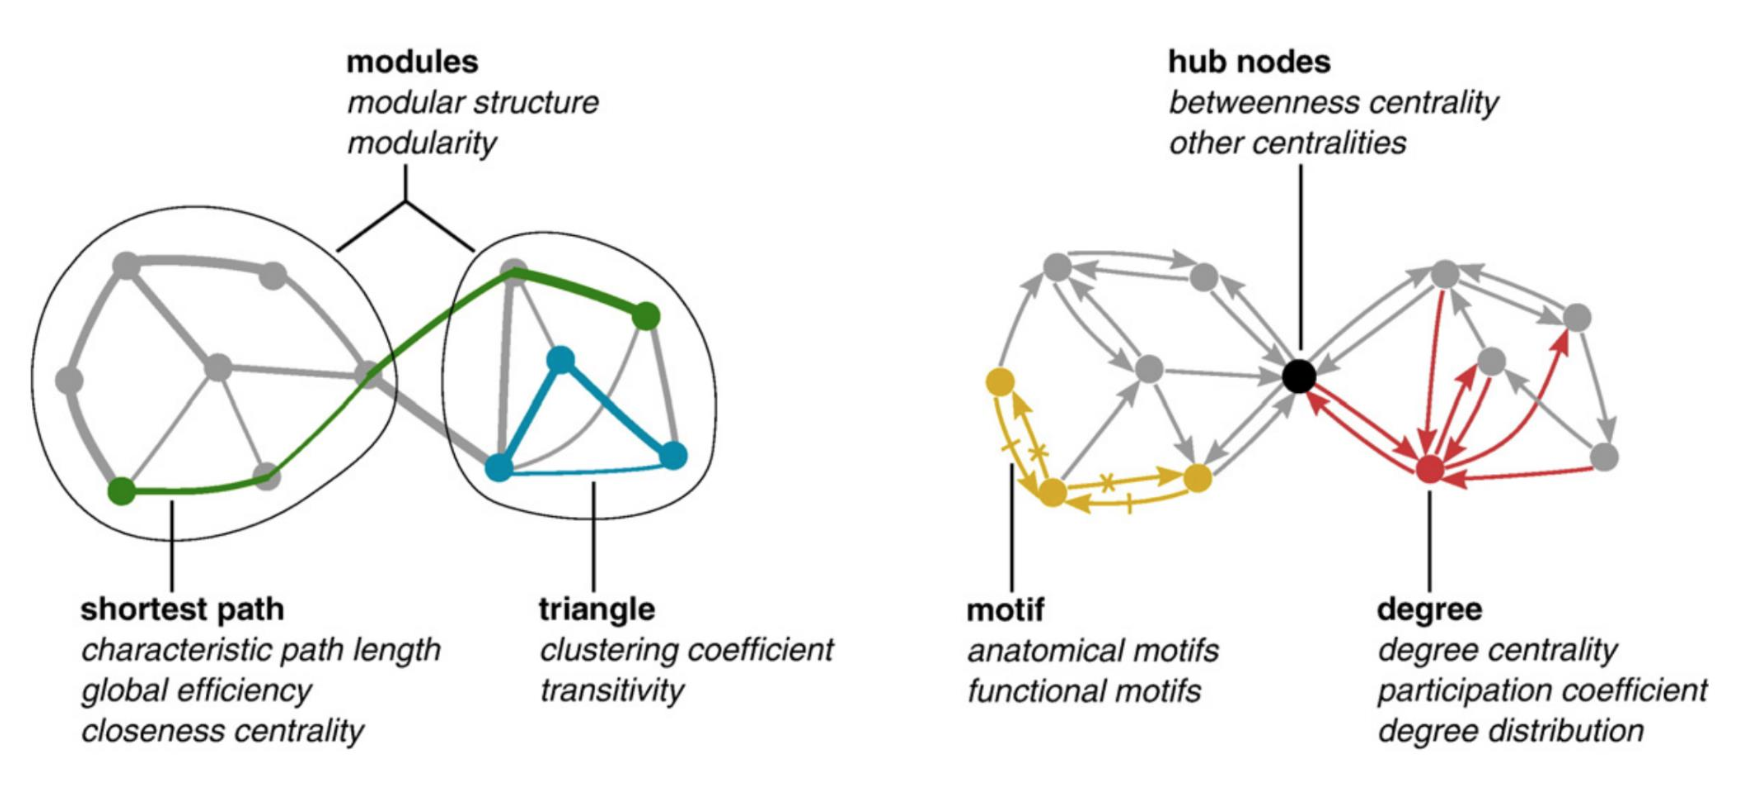 modules
modular structure
modularity
hub nodes
betweenness centrality
other centralities
shortest path
characteristic path length
global efficiency
closeness centrality
triangle
clustering coefficient
transitivity
motif
anatomical motifs
functional motifs
degree
degree centrality
participation coefficient
degree distribution